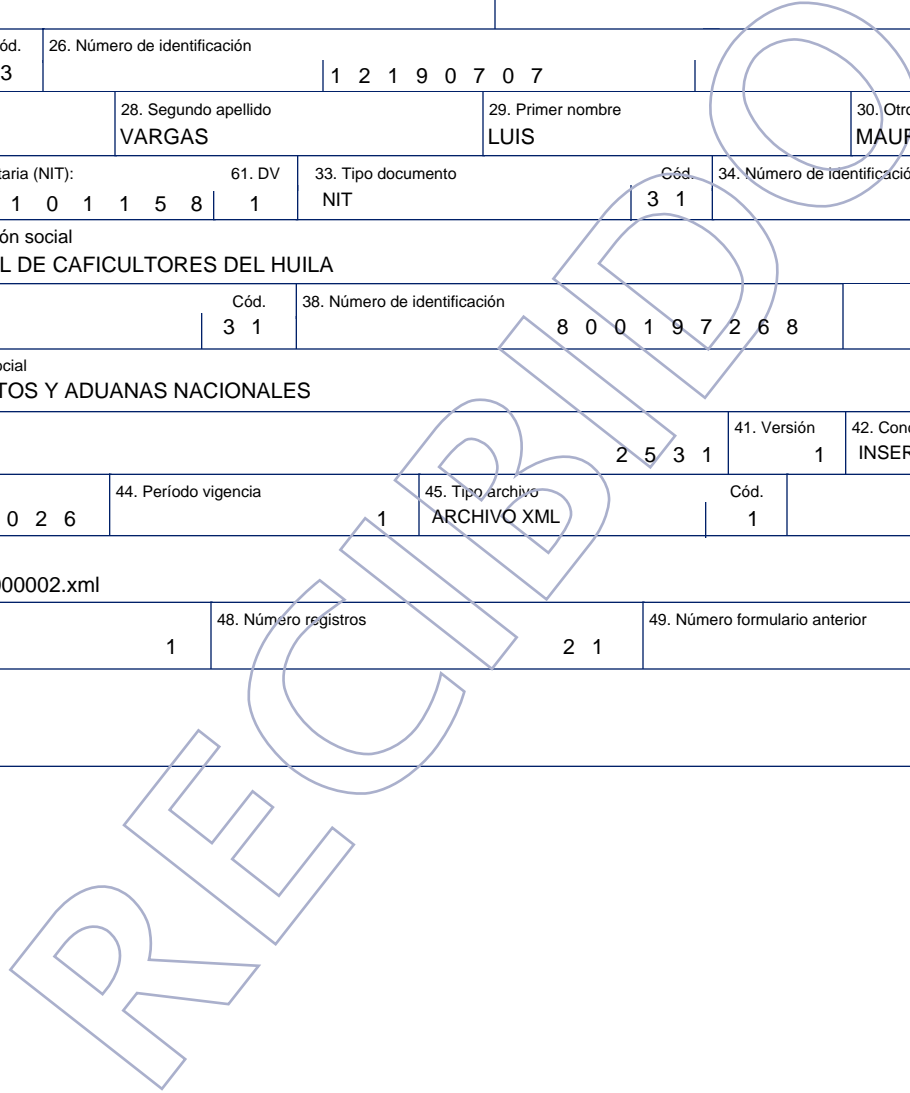 ód. 26. Número de identificación
3 1 2 1 9 0 7 0 7
28. Segundo apellido 29. Primer nombre 30. Otro
VARGAS LUIS MAUR
taria (NIT): 61. DV 33. Tipo documento Cód. 34. Número de identificació
1 0 1 1 5 8 1 NIT 3 1
ón social
L DE CAFICULTORES DEL HUILA
Cód. 38. Número de identificación
3 1 8 0 0 1 9 7 2 6 8
ocial
TOS Y ADUANAS NACIONALES
41. Versión 42. Conc
2 5 3 1 1 INSER
44. Período vigencia 45. Tipo archivo Cód.
0 2 6 1 ARCHIVO XML 1
000002.xml
48. Número registros 49. Número formulario anterior
1 2 1
RECIBIDO